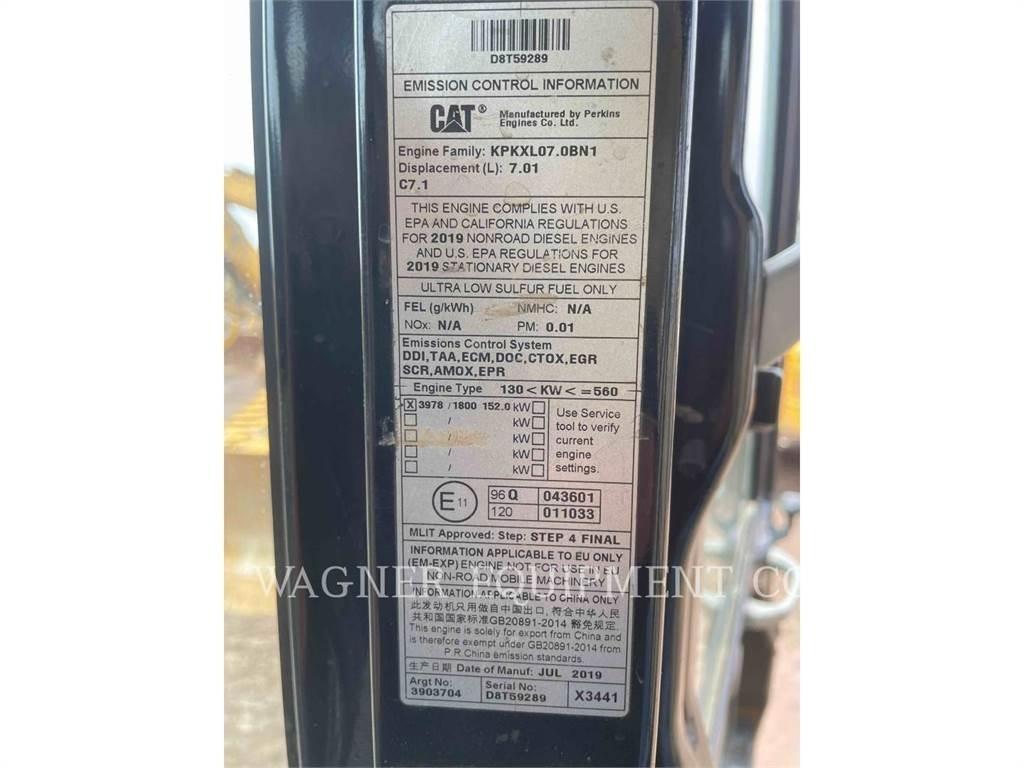 D8T59289
EMISSION CONTROL INFORMATION
CAT® Manufactured by Perkins
Engines Co. Ltd.
Engine Family: KPKXL07.0BN1
Displacement (L): 7.01
C7.1
THIS ENGINE COMPLIES WITH U.S.
EPA AND CALIFORNIA REGULATIONS
FOR 2019 NONROAD DIESEL ENGINES
AND U.S. EPA REGULATIONS FOR
2019 STATIONARY DIESEL ENGINES
ULTRA LOW SULFUR FUEL ONLY
FEL (g/kWh) NMHC: N/A
NOx: N/A PM: 0.01
Emissions Control System
DDI,TAA,ECM,DOC,CTOX,EGR
SCR,AMOX,EPR
Engine Type 130<KW<=560
X 3978 /1800 152.0 kW
/ kW
/ kW
/ kW
/ kW
Use Service
tool to verify
current
engine
settings.
E11
96 Q 043601
120 011033
MLIT Approved: Step: STEP 4 FINAL
INFORMATION APPLICABLE TO EU ONLY
(EM-EXP) ENGINE NOT FOR USE IN EU
NON-ROAD MOBILE MACHINERY
WAGNER EQUIPMENT CO
INFORMATION APPLICABLE TO CHINA ONLY
此发动机只用做自中国出口, 符合中华人民
共和国国家标准GB20891-2014 豁免规定.
This engine is solely for export from China and
is therefore exempt under GB20891-2014 from
P.R.China emission standards.
生产日期 Date of Manuf: JUL 2019
Argt No:
3903704
Serial No:
D8T59289
X3441